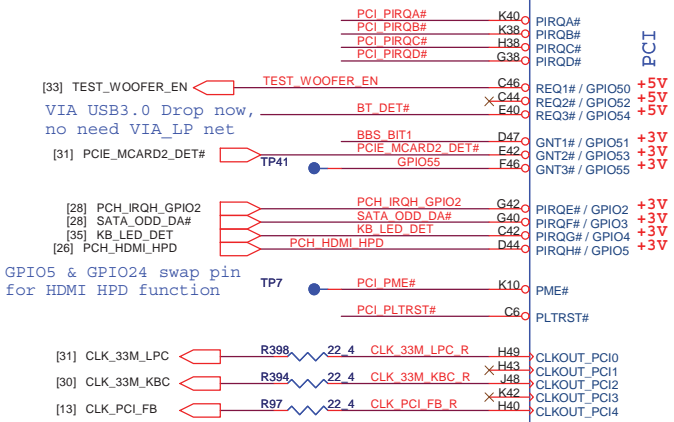 PCI_PIRQA# K40 PIRQA#
PCI_PIRQB# K38 PIRQB#
PCI_PIRQC# H38 PIRQC#
PCI_PIRQD# G38 PIRQD#
PCI
[33] TEST_WOOFER_EN TEST_WOOFER_EN C46 REQ1# / GPIO50 +5V
C44 REQ2# / GPIO52 +5V
VIA USB3.0 Drop now, BT_DET# E40 REQ3# / GPIO54 +5V
no need VIA_LP net
BBS_BIT1 D47 GNT1# / GPIO51 +3V
[31] PCIE_MCARD2_DET# PCIE_MCARD2_DET# E42 GNT2# / GPIO53 +3V
TP41 GPIO55 F46 GNT3# / GPIO55 +3V
[28] PCH_IRQH_GPIO2 PCH_IRQH_GPIO2 G42 PIRQE# / GPIO2 +3V
[28] SATA_ODD_DA# SATA_ODD_DA# G40 PIRQF# / GPIO3 +3V
[35] KB_LED_DET KB_LED_DET C42 PIRQG# / GPIO4 +3V
[26] PCH_HDMI_HPD PCH_HDMI_HPD D44 PIRQH# / GPIO5 +3V
GPIO5 & GPIO24 swap pin
for HDMI HPD function
TP7 PCI_PME# K10 PME#
PCI_PLTRST# C6 PLTRST#
[31] CLK_33M_LPC R398 22_4 CLK_33M_LPC_R H49 CLKOUT_PCI0
H43 CLKOUT_PCI1
[30] CLK_33M_KBC R394 22_4 CLK_33M_KBC_R J48 CLKOUT_PCI2
K42 CLKOUT_PCI3
[13] CLK_PCI_FB R97 22_4 CLK_PCI_FB_R H40 CLKOUT_PCI4